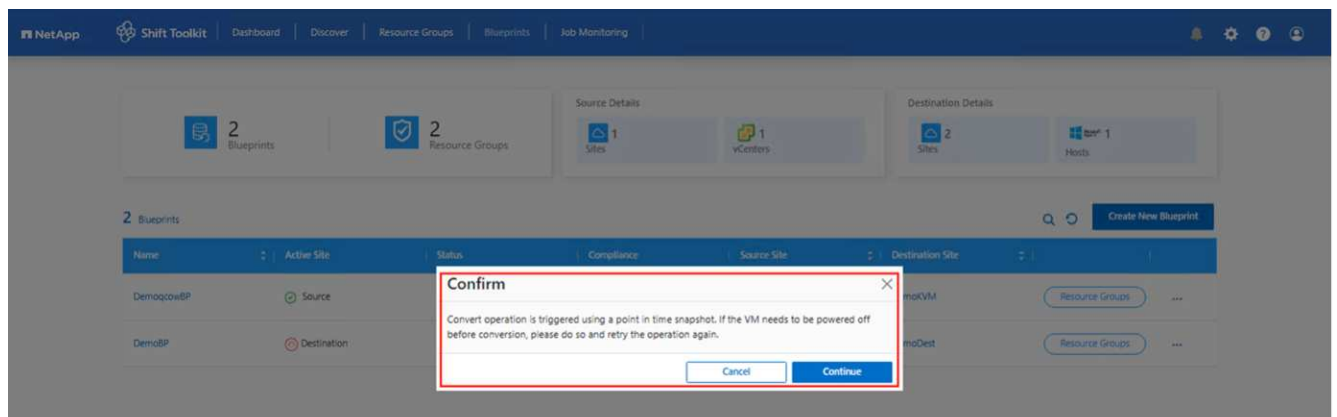 NetApp Shift Toolkit Dashboard Discover Resource Groups Blueprints Job Monitoring
Source Details Destination Details
2 2 1 1 2 1
Blueprints Resource Groups Sites vCenters Sites Hosts
2 Blueprints Create New Blueprint
Name Active Site Status Compliance Source Site Destination Site
Confirm
DemoqcowBP Source moKVM Resource Groups ...
Convert operation is triggered using a point in time snapshot. If the VM needs to be powered off
before conversion, please do so and retry the operation again.
DemoBP Destination moDest Resource Groups ...
Cancel Continue